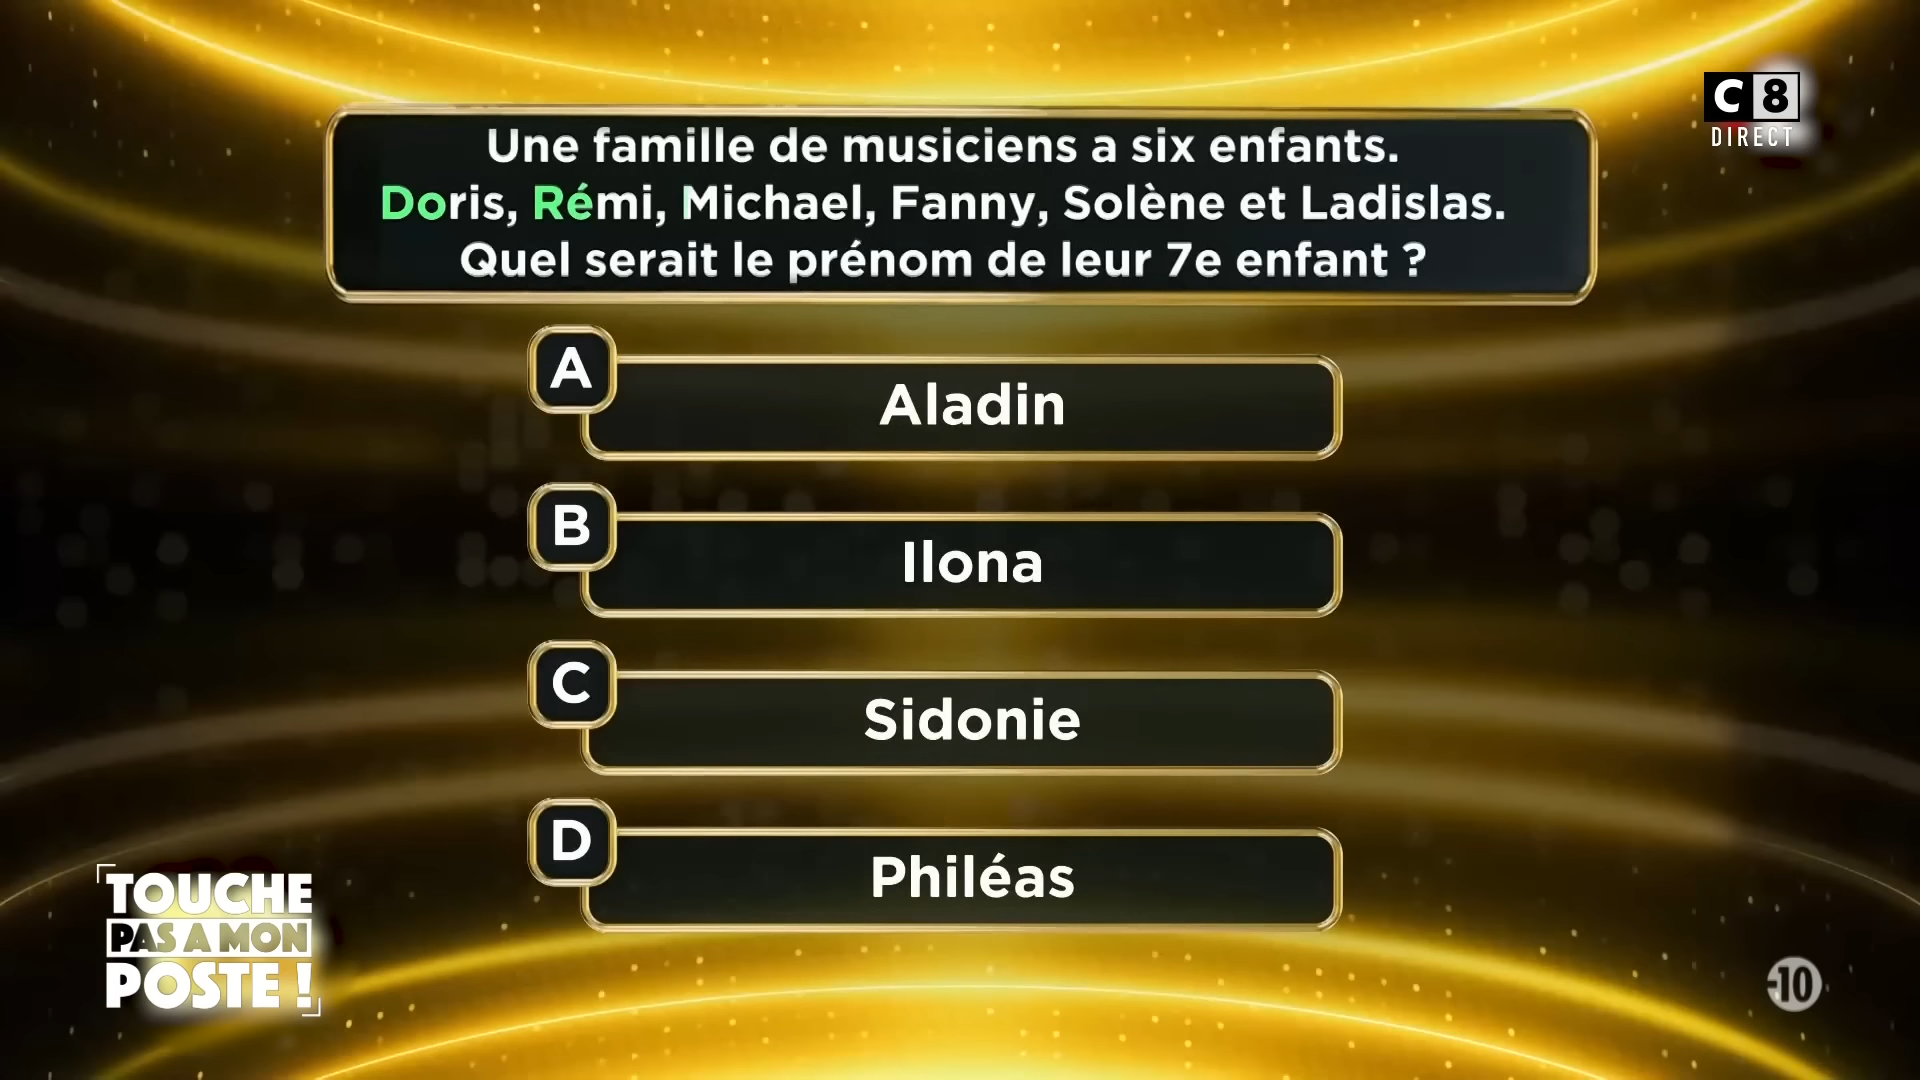 C8
DIRECT
Une famille de musiciens a six enfants.
Doris, Rémi, Michael, Fanny, Solène et Ladislas.
Quel serait le prénom de leur 7e enfant ?
A
Aladin
B
Ilona
C
Sidonie
D
Philéas
TOUCHE
PAS A MON
POSTE !
-10